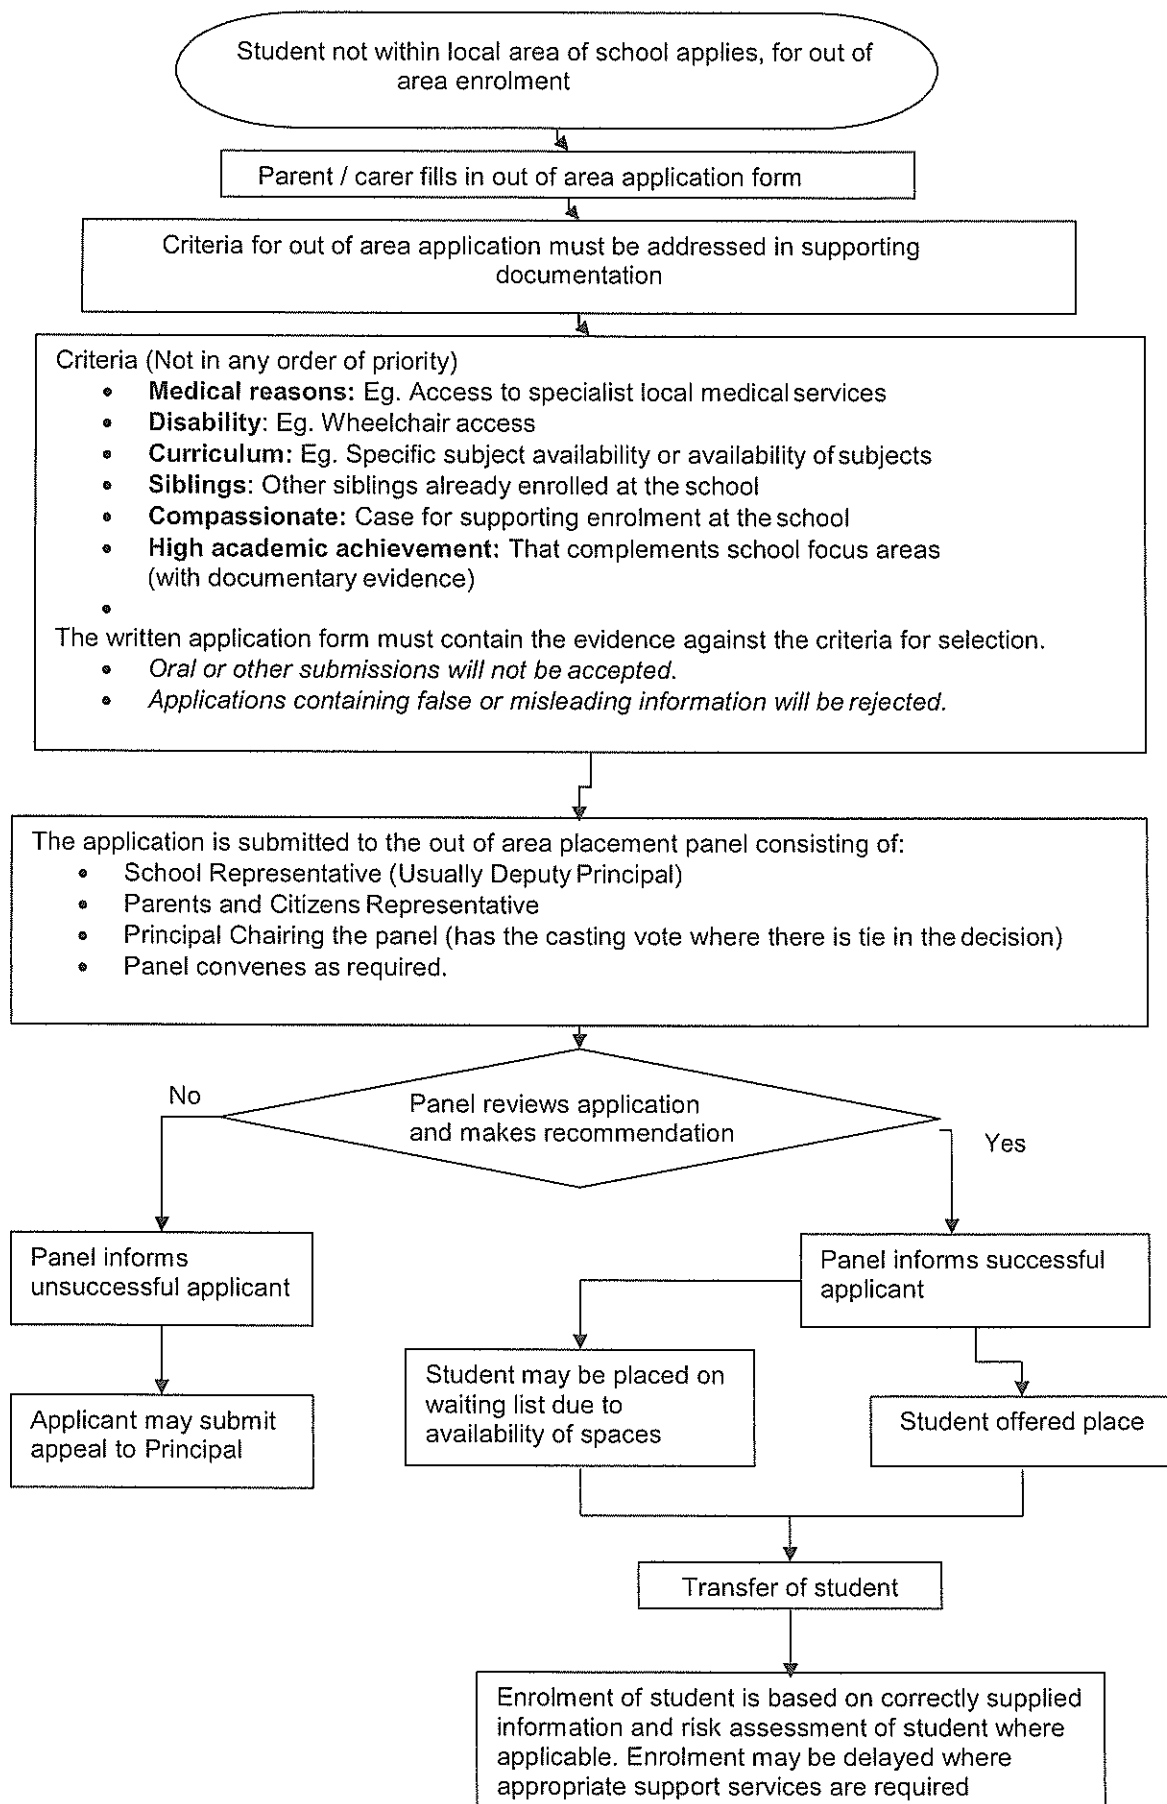 Student not within local area of school applies, for out of
area enrolment
Parent / carer fills in out of area application form
Criteria for out of area application must be addressed in supporting
documentation
Criteria (Not in any order of priority)
• Medical reasons: Eg. Access to specialist local medical services
• Disability: Eg. Wheelchair access
• Curriculum: Eg. Specific subject availability or availability of subjects
• Siblings: Other siblings already enrolled at the school
• Compassionate: Case for supporting enrolment at the school
• High academic achievement: That complements school focus areas
(with documentary evidence)
•
The written application form must contain the evidence against the criteria for selection.
• Oral or other submissions will not be accepted.
• Applications containing false or misleading information will be rejected.
The application is submitted to the out of area placement panel consisting of:
• School Representative (Usually Deputy Principal)
• Parents and Citizens Representative
• Principal Chairing the panel (has the casting vote where there is tie in the decision)
• Panel convenes as required.
Panel reviews application
and makes recommendation
No
Yes
Panel informs
unsuccessful applicant
Panel informs successful
applicant
Applicant may submit
appeal to Principal
Student may be placed on
waiting list due to
availability of spaces
Student offered place
Transfer of student
Enrolment of student is based on correctly supplied
information and risk assessment of student where
applicable. Enrolment may be delayed where
appropriate support services are required